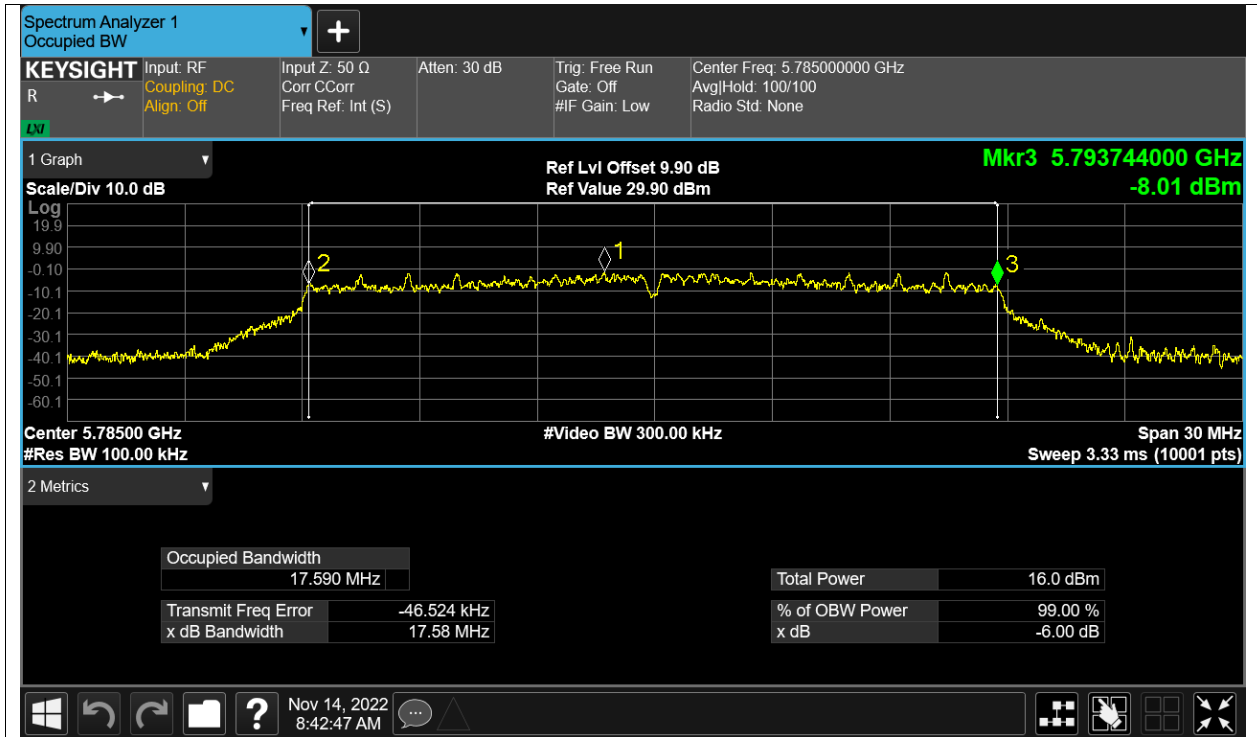 Spectrum Analyzer 1
Occupied BW
▼
+
KEYSIGHT
R
LXI
Input: RF
Coupling: DC
Align: Off
Input Z: 50 Ω
Corr CCorr
Freq Ref: Int (S)
Atten: 30 dB
Trig: Free Run
Gate: Off
#IF Gain: Low
Center Freq: 5.785000000 GHz
Avg|Hold: 100/100
Radio Std: None
1 Graph ▼
Scale/Div 10.0 dB
Ref Lvl Offset 9.90 dB
Ref Value 29.90 dBm
Mkr3 5.793744000 GHz
-8.01 dBm
Log
19.9
9.90
-0.10
-10.1
-20.1
-30.1
-40.1
-50.1
-60.1
2
1
3
Center 5.78500 GHz
#Res BW 100.00 kHz
#Video BW 300.00 kHz
Span 30 MHz
Sweep 3.33 ms (10001 pts)
2 Metrics ▼
Occupied Bandwidth
17.590 MHz
Transmit Freq Error -46.524 kHz
x dB Bandwidth 17.58 MHz
Total Power 16.0 dBm
% of OBW Power 99.00 %
x dB -6.00 dB
?
Nov 14, 2022
8:42:47 AM